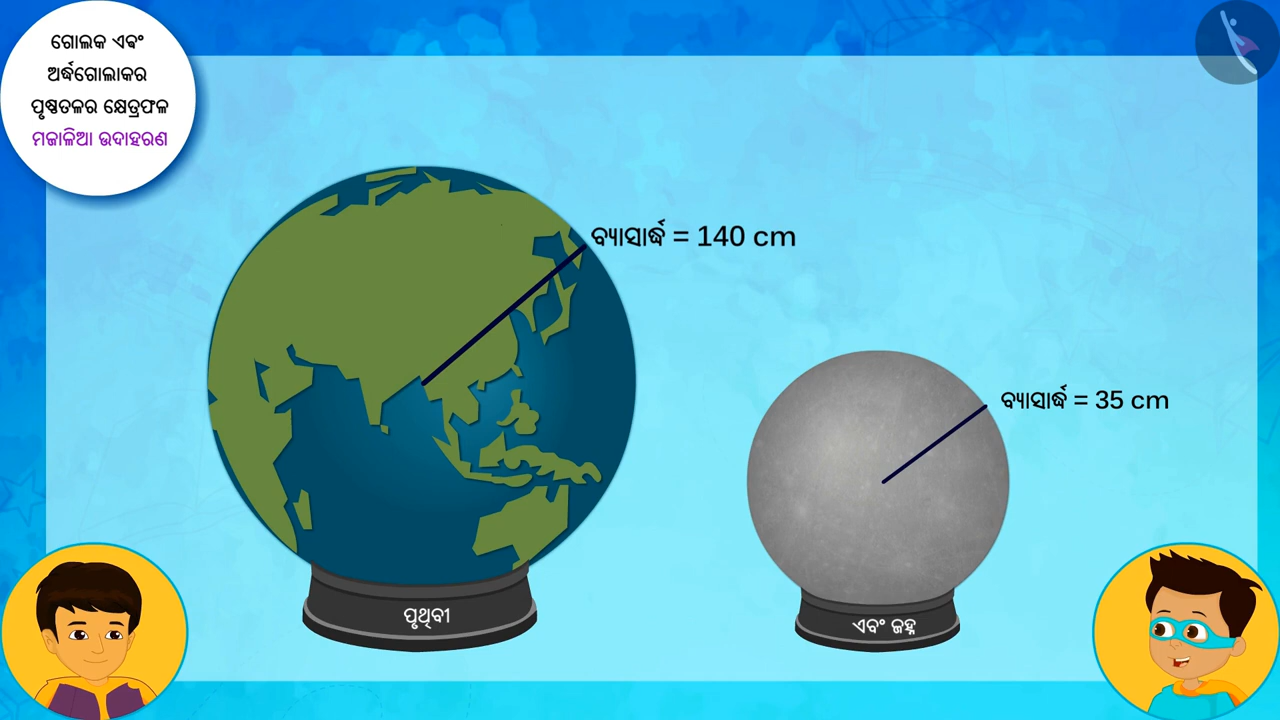 ଗୋଲକ ଏବଂ
ଅର୍ଦ୍ଧଗୋଲାକର
ପୃଷ୍ଠତଳର କ୍ଷେତ୍ରଫଳ
ମଜାଳିଆ ଉଦାହରଣ
ବ୍ୟାସାର୍ଦ୍ଧ = 140 cm
ବ୍ୟାସାର୍ଦ୍ଧ = 35 cm
ପୃଥିବୀ
ଏବଂ ଜହ୍ନ